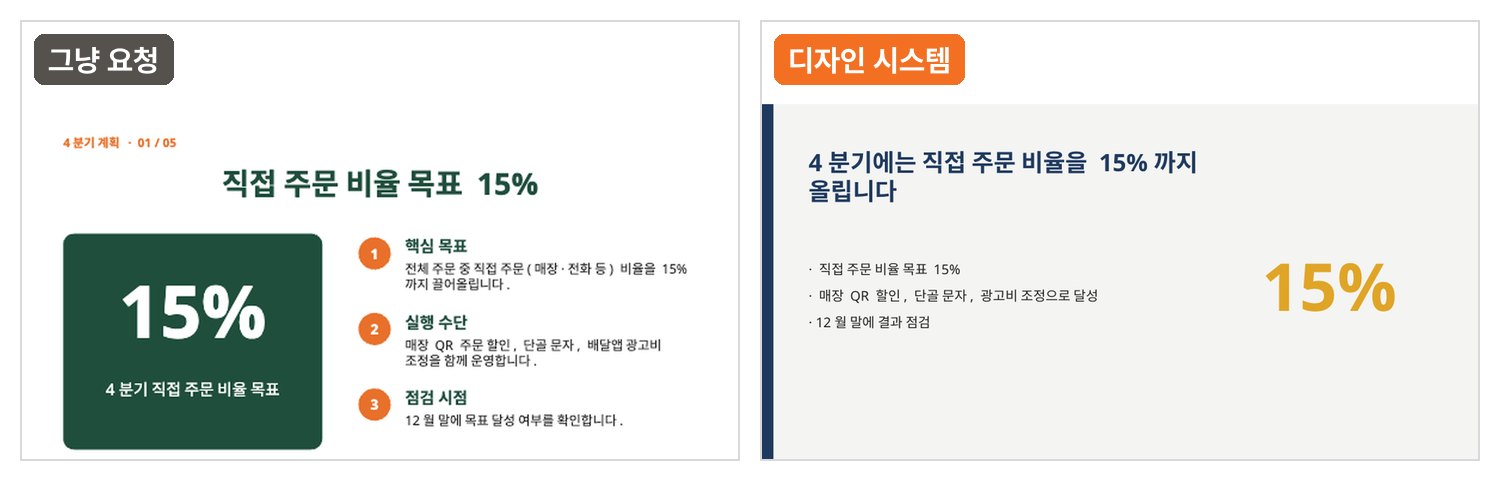 그냥 요청
4 분기 계획 · 01 / 05
직접 주문 비율 목표 15%
15%
4 분기 직접 주문 비율 목표
1
핵심 목표
전체 주문 중 직접 주문 ( 매장 · 전화 등 ) 비율을 15%
까지 끌어올립니다 .
2
실행 수단
매장 QR 주문 할인 , 단골 문자 , 배달앱 광고비
조정을 함께 운영합니다 .
3
점검 시점
12 월 말에 목표 달성 여부를 확인합니다 .
디자인 시스템
4 분기에는 직접 주문 비율을 15% 까지
올립니다
· 직접 주문 비율 목표 15%
· 매장 QR 할인 , 단골 문자 , 광고비 조정으로 달성
· 12 월 말에 결과 점검
15%